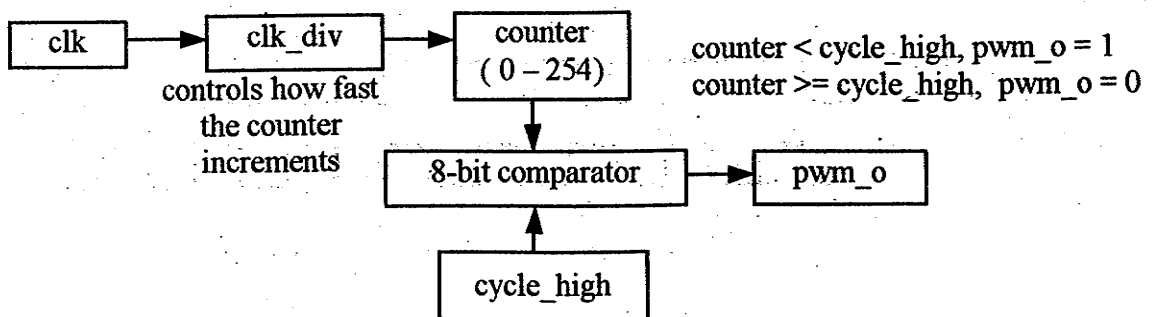 clk
clk_div
controls how fast
the counter
increments
counter
( 0 – 254)
counter < cycle_high, pwm_o = 1
counter >= cycle_high, pwm_o = 0
8-bit comparator
pwm_o
cycle_high